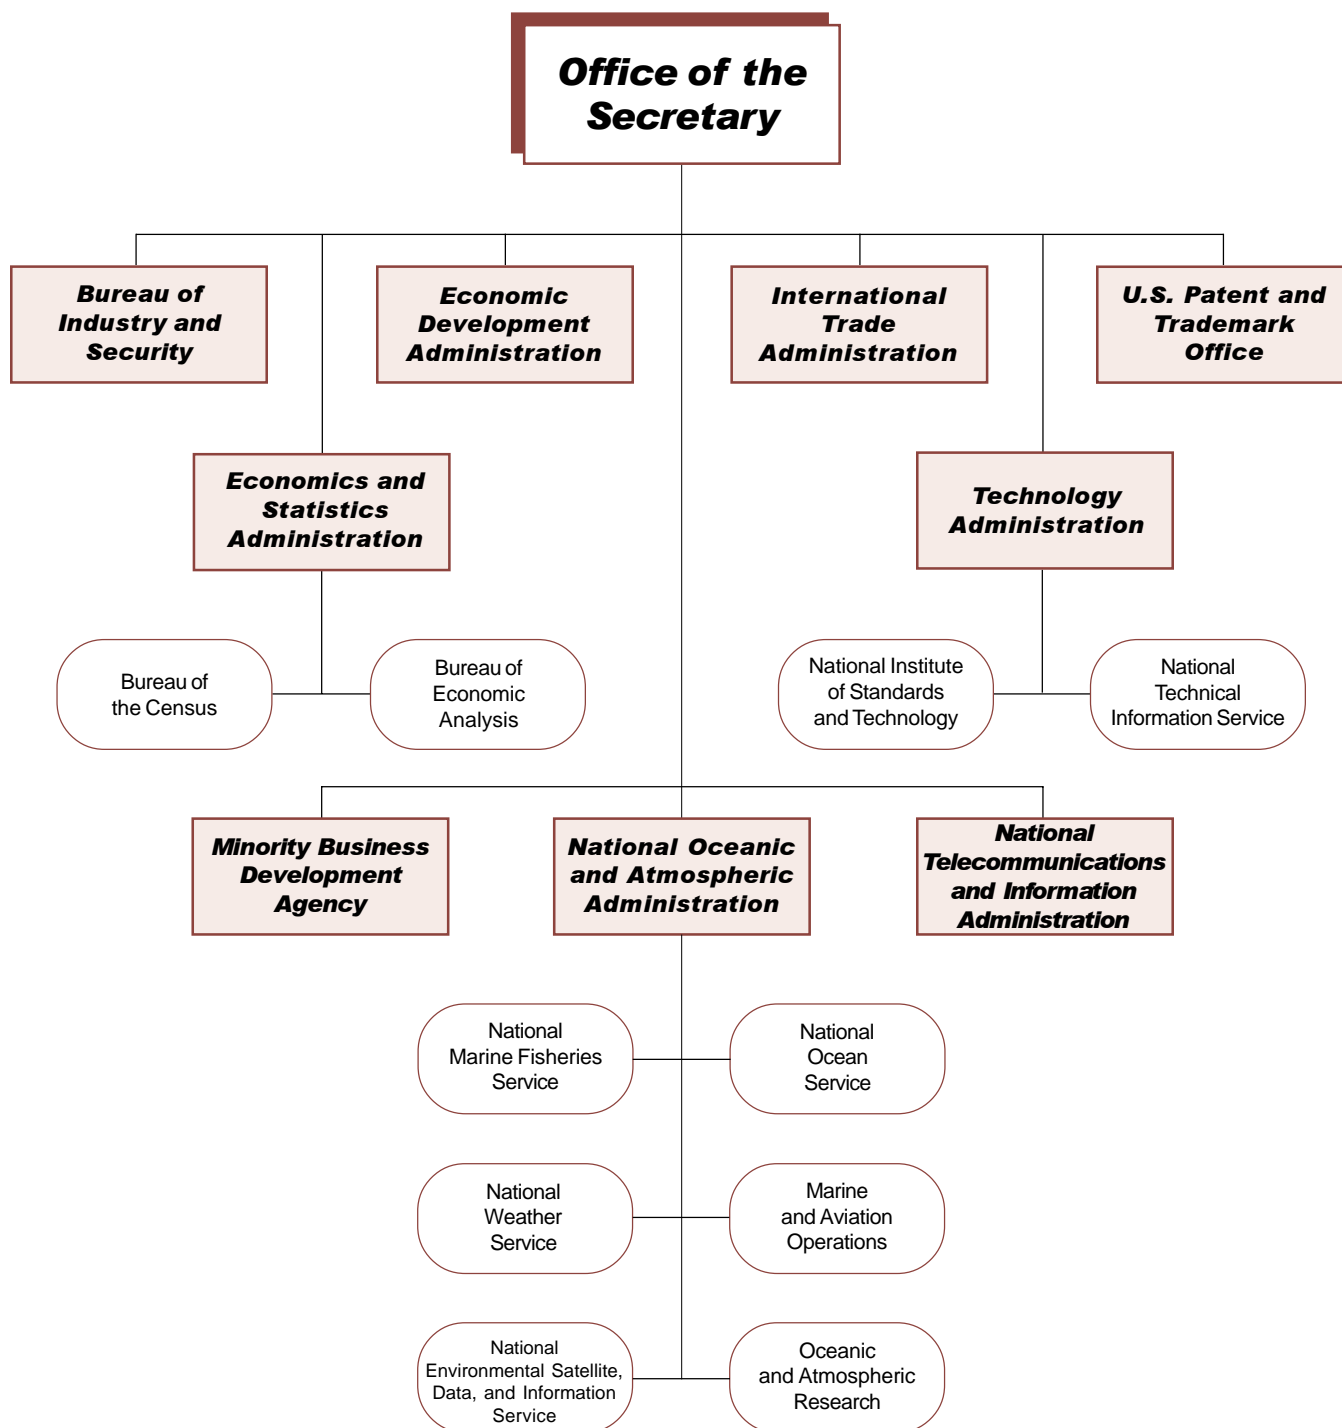 Office of the
Secretary
Bureau of
Industry and
Security
Economic
Development
Administration
International
Trade
Administration
U.S. Patent and
Trademark
Office
Economics and
Statistics
Administration
Technology
Administration
Bureau of
the Census
Bureau of
Economic
Analysis
National Institute
of Standards
and Technology
National
Technical
Information Service
Minority Business
Development
Agency
National Oceanic
and Atmospheric
Administration
National
Telecommunications
and Information
Administration
National
Marine Fisheries
Service
National
Ocean
Service
National
Weather
Service
Marine
and Aviation
Operations
National
Environmental Satellite,
Data, and Information
Service
Oceanic
and Atmospheric
Research